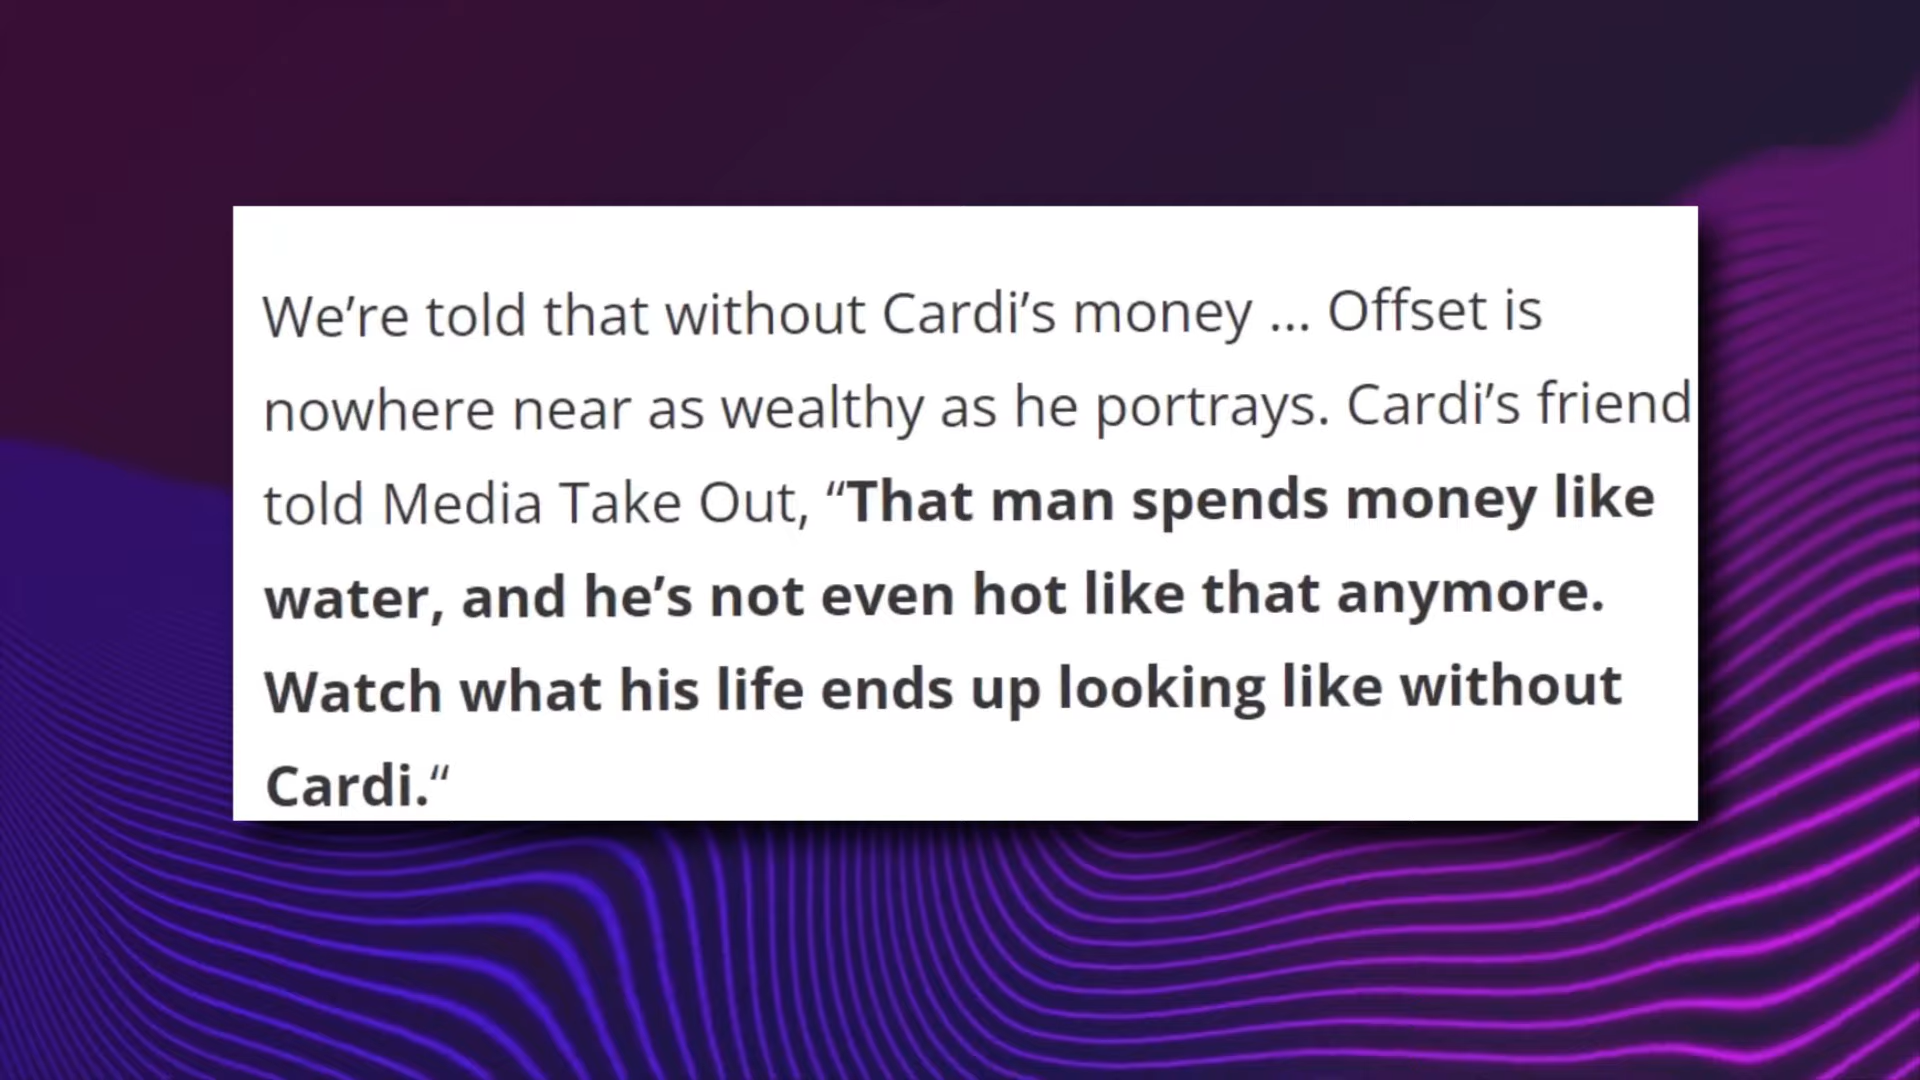 We’re told that without Cardi’s money ... Offset is
nowhere near as wealthy as he portrays. Cardi’s friend
told Media Take Out, “That man spends money like
water, and he’s not even hot like that anymore.
Watch what his life ends up looking like without
Cardi.“